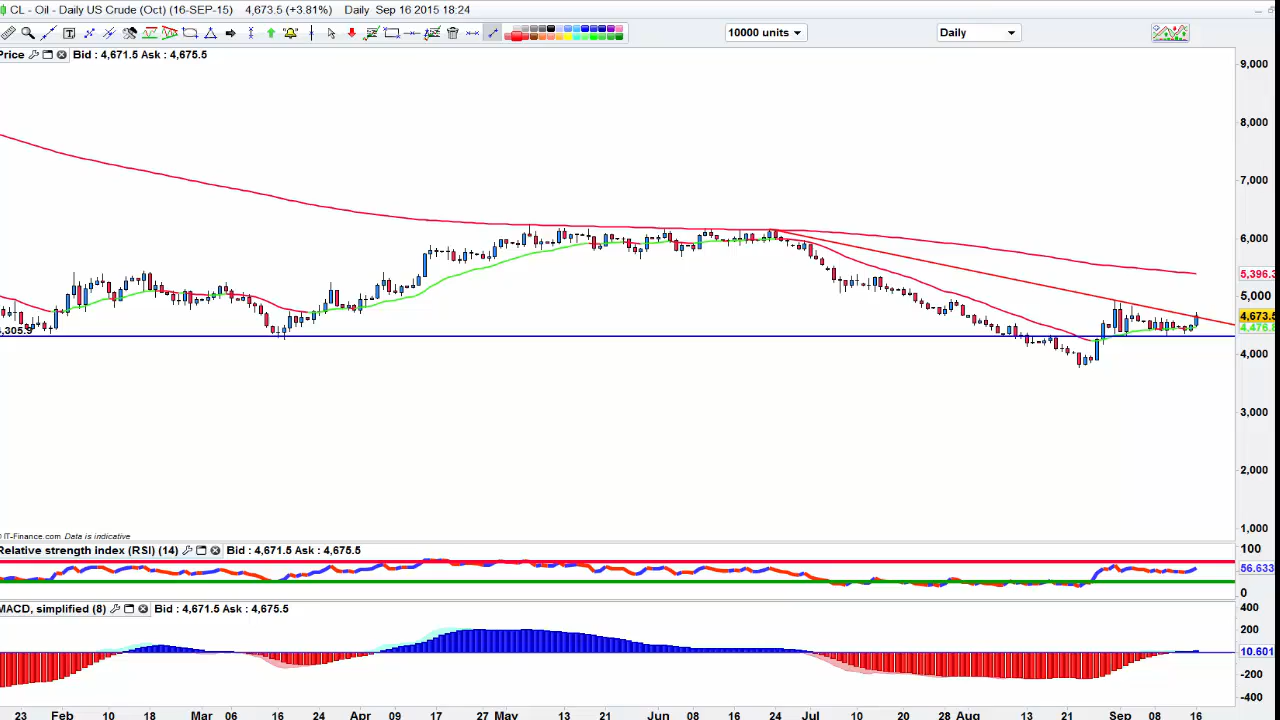 CL - Oil - Daily US Crude (Oct) (16-SEP-15) 4,673.5 (+3.81%) Daily Sep 16 2015 18:24
10000 units
Daily
Price Bid : 4,671.5 Ask : 4,675.5
9,000
8,000
7,000
6,000
5,396.3
5,000
4,673.5
4,476.8
4,305.9
4,000
3,000
2,000
1,000
© IT-Finance.com Data is indicative
Relative strength index (RSI) (14) Bid : 4,671.5 Ask : 4,675.5
100
56.633
0
MACD, simplified (8) Bid : 4,671.5 Ask : 4,675.5
400
200
10.601
-200
-400
23 Feb 10 18 Mar 06 16 24 Apr 09 17 27 May 13 21 Jun 08 16 24 Jul 10 20 28 Aug 13 21 Sep 08 16